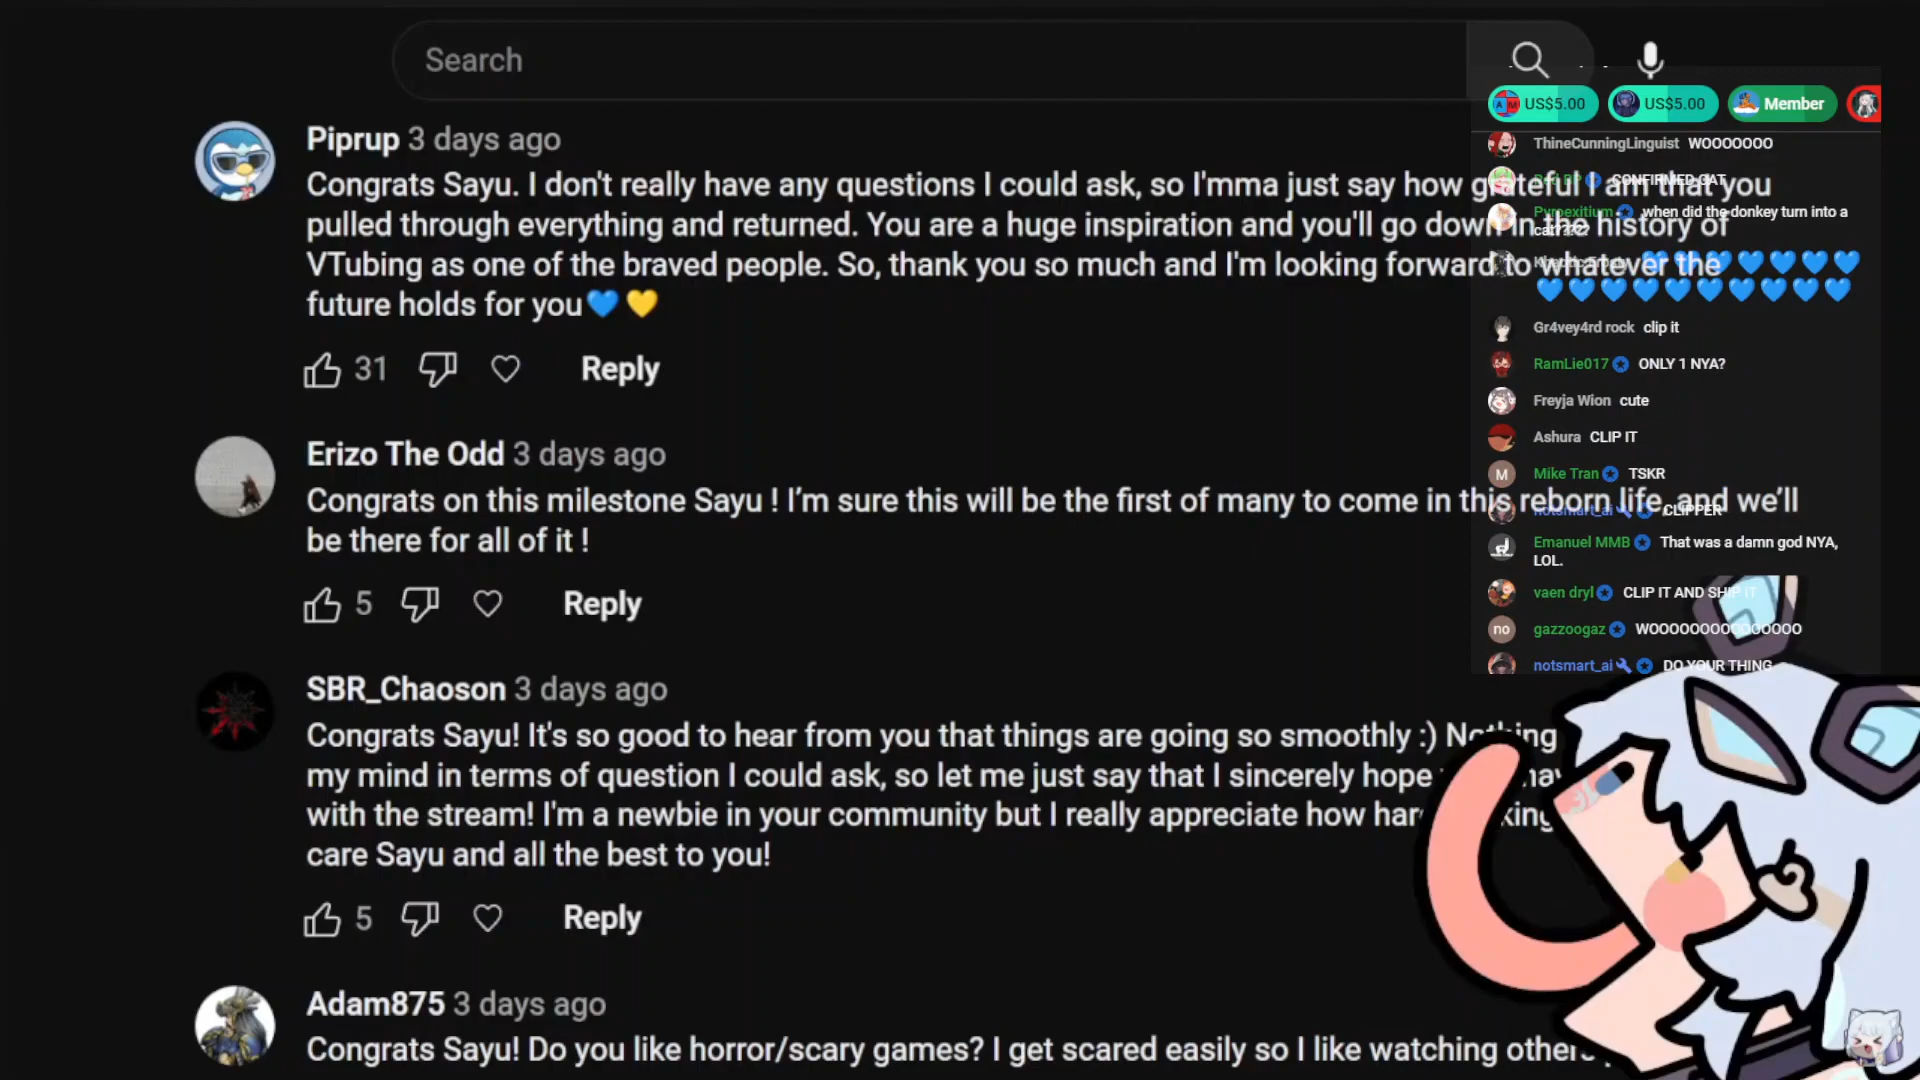 Search
Piprup 3 days ago
Congrats Sayu. I don't really have any questions I could ask, so I'mma just say how grateful I am that you
pulled through everything and returned. You are a huge inspiration and you'll go down in the history of
VTubing as one of the braved people. So, thank you so much and I'm looking forward to whatever the
future holds for you💙💛
31 Reply
Erizo The Odd 3 days ago
Congrats on this milestone Sayu ! I’m sure this will be the first of many to come in this reborn life, and we’ll
be there for all of it !
5 Reply
SBR_Chaoson 3 days ago
Congrats Sayu! It's so good to hear from you that things are going so smoothly :) Nothing
my mind in terms of question I could ask, so let me just say that I sincerely hope
with the stream! I'm a newbie in your community but I really appreciate how
care Sayu and all the best to you!
5 Reply
Adam875 3 days ago
Congrats Sayu! Do you like horror/scary games? I get scared easily so I like watching others
US$5.00 US$5.00 Member
ThineCunningLinguist WOOOOOOO
CONFIRMED CAT
Pyroexitium when did the donkey turn into a
cat????
💙💙💙💙💙💙💙
💙💙💙💙💙💙💙💙💙💙
Gr4vey4rd rock clip it
RamLie017 ONLY 1 NYA?
Freyja Wion cute
Ashura CLIP IT
M Mike Tran TSKR
notsmart_ai CLIPPER
Emanuel MMB That was a damn god NYA,
LOL.
vaen dryl CLIP IT AND SHIP IT
no gazzoogaz WOOOOOOOOOOOOOOO
notsmart_ai DO YOUR THING